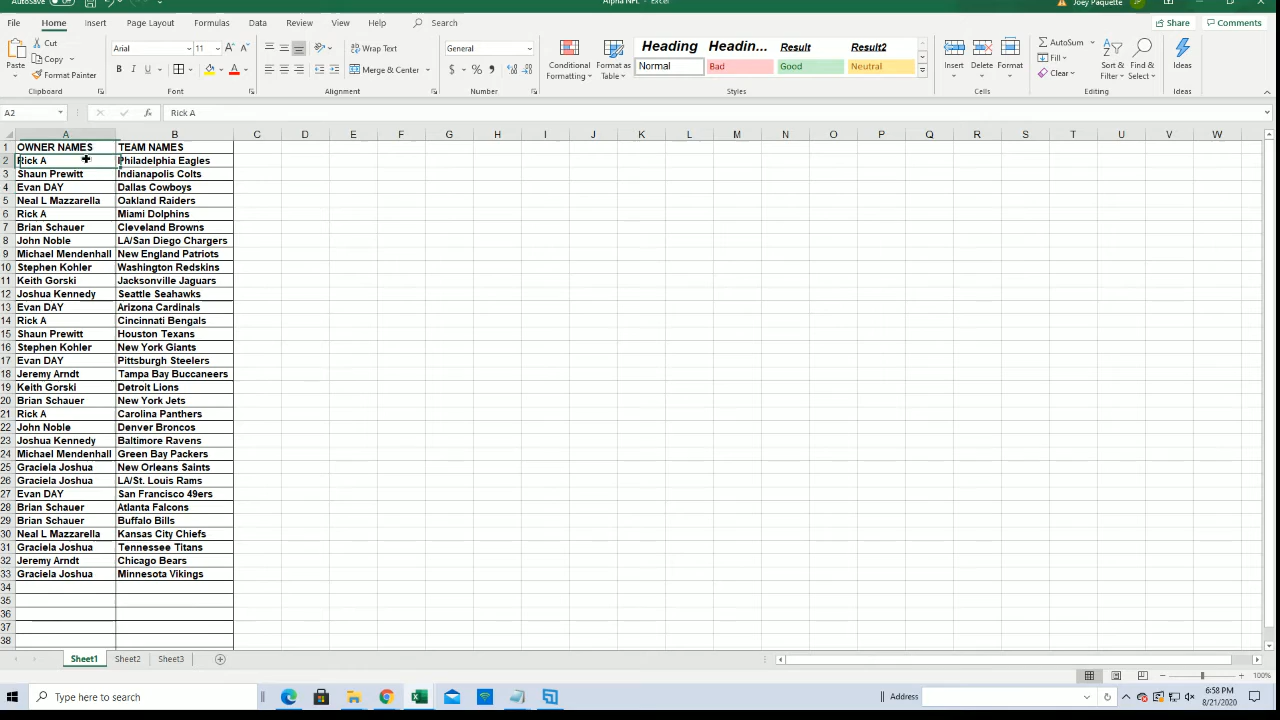 AutoSave Off Alpha NFL - Excel Joey Paquette
File Home Insert Page Layout Formulas Data Review View Help Search Share Comments
Paste Cut Copy Format Painter Clipboard
Arial 11 B I U A Font
Wrap Text Merge & Center Alignment
General $ % , Number
Conditional Formatting Format as Table
Heading Headin... Result Result2
Normal Bad Good Neutral Styles
Insert Delete Format Cells
AutoSum Fill Clear Sort & Filter Find & Select Editing
Ideas Ideas
A2 fx Rick A
A B C D E F G H I J K L M N O P Q R S T U V W
1 OWNER NAMES TEAM NAMES
2 Rick A Philadelphia Eagles
3 Shaun Prewitt Indianapolis Colts
4 Evan DAY Dallas Cowboys
5 Neal L Mazzarella Oakland Raiders
6 Rick A Miami Dolphins
7 Brian Schauer Cleveland Browns
8 John Noble LA/San Diego Chargers
9 Michael Mendenhall New England Patriots
10 Stephen Kohler Washington Redskins
11 Keith Gorski Jacksonville Jaguars
12 Joshua Kennedy Seattle Seahawks
13 Evan DAY Arizona Cardinals
14 Rick A Cincinnati Bengals
15 Shaun Prewitt Houston Texans
16 Stephen Kohler New York Giants
17 Evan DAY Pittsburgh Steelers
18 Jeremy Arndt Tampa Bay Buccaneers
19 Keith Gorski Detroit Lions
20 Brian Schauer New York Jets
21 Rick A Carolina Panthers
22 John Noble Denver Broncos
23 Joshua Kennedy Baltimore Ravens
24 Michael Mendenhall Green Bay Packers
25 Graciela Joshua New Orleans Saints
26 Graciela Joshua LA/St. Louis Rams
27 Evan DAY San Francisco 49ers
28 Brian Schauer Atlanta Falcons
29 Brian Schauer Buffalo Bills
30 Neal L Mazzarella Kansas City Chiefs
31 Graciela Joshua Tennessee Titans
32 Jeremy Arndt Chicago Bears
33 Graciela Joshua Minnesota Vikings
34
35
36
37
38
Sheet1 Sheet2 Sheet3
100%
Type here to search Address 6:58 PM
8/21/2020